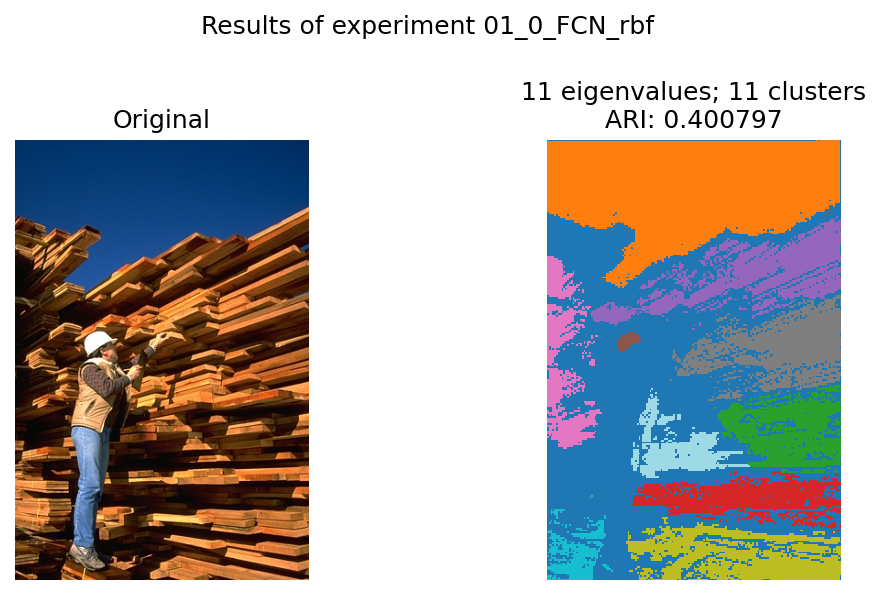 Results of experiment 01_0_FCN_rbf
Original
11 eigenvalues; 11 clusters
ARI: 0.400797